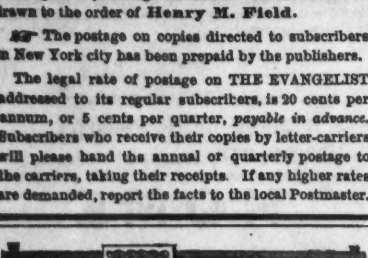 drawn to the order of Henry M. Field.
☛ The postage on copies directed to subscribers
in New York city has been prepaid by the publishers.
The legal rate of postage on THE EVANGELIST
addressed to its regular subscribers, is 20 cents per
annum, or 5 cents per quarter, payable in advance.
Subscribers who receive their copies by letter-carriers
will please hand the annual or quarterly postage to
the carriers, taking their receipts. If any higher rates
are demanded, report the facts to the local Postmaster.